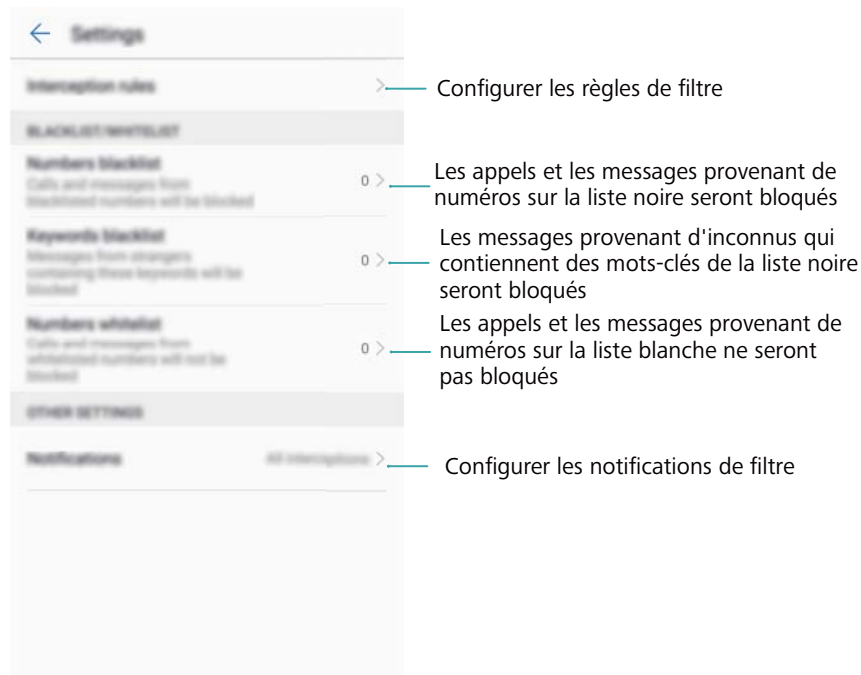 Settings
Interception rules
Configurer les règles de filtre
BLACKLIST/WHITELIST
Numbers blacklist
Calls and messages from
blacklisted numbers will be blocked
0
Les appels et les messages provenant de
numéros sur la liste noire seront bloqués
Keywords blacklist
Messages from strangers
containing these keywords will be
blocked
0
Les messages provenant d'inconnus qui
contiennent des mots-clés de la liste noire
seront bloqués
Numbers whitelist
Calls and messages from
whitelisted numbers will not be
blocked
0
Les appels et les messages provenant de
numéros sur la liste blanche ne seront
pas bloqués
OTHER SETTINGS
Notifications
All interceptions
Configurer les notifications de filtre